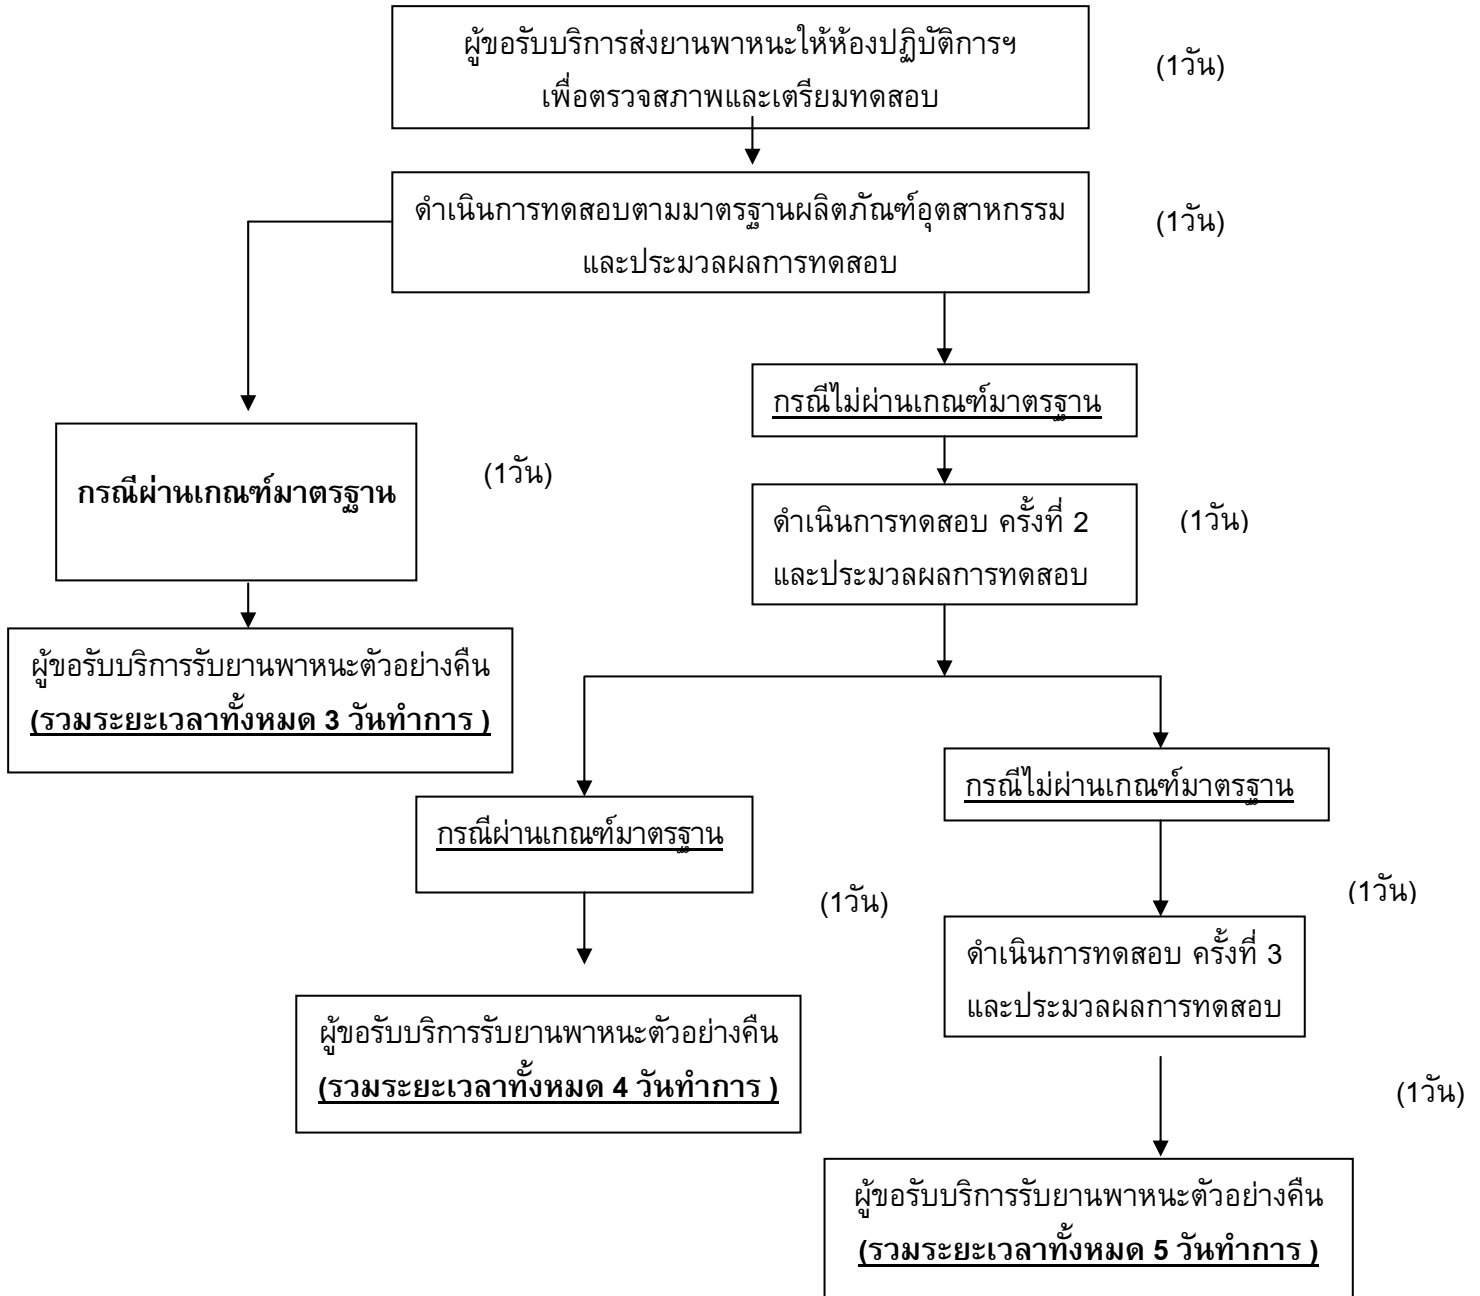 ผู้ขอรับบริการส่งยานพาหนะให้ห้องปฏิบัติการฯ
เพื่อตรวจสภาพและเตรียมทดสอบ
(1วัน)
ดำเนินการทดสอบตามมาตรฐานผลิตภัณฑ์อุตสาหกรรม
และประมวลผลการทดสอบ
(1วัน)
กรณีไม่ผ่านเกณฑ์มาตรฐาน
กรณีผ่านเกณฑ์มาตรฐาน
(1วัน)
ดำเนินการทดสอบ ครั้งที่ 2
และประมวลผลการทดสอบ
(1วัน)
ผู้ขอรับบริการรับยานพาหนะตัวอย่างคืน
(รวมระยะเวลาทั้งหมด 3 วันทำการ )
กรณีผ่านเกณฑ์มาตรฐาน
(1วัน)
กรณีไม่ผ่านเกณฑ์มาตรฐาน
(1วัน)
ดำเนินการทดสอบ ครั้งที่ 3
และประมวลผลการทดสอบ
ผู้ขอรับบริการรับยานพาหนะตัวอย่างคืน
(รวมระยะเวลาทั้งหมด 4 วันทำการ )
(1วัน)
ผู้ขอรับบริการรับยานพาหนะตัวอย่างคืน
(รวมระยะเวลาทั้งหมด 5 วันทำการ )